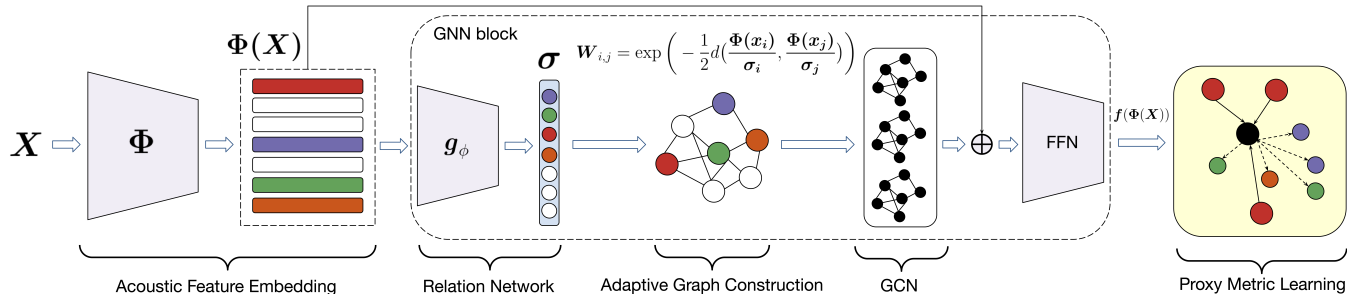 GNN block
Φ(X)
σ
W_{i,j} = exp ( - 1/2 d( Φ(x_i)/σ_i , Φ(x_j)/σ_j ) )
X
Φ
g_ϕ
FFN
f(Φ(X))
Acoustic Feature Embedding
Relation Network
Adaptive Graph Construction
GCN
Proxy Metric Learning